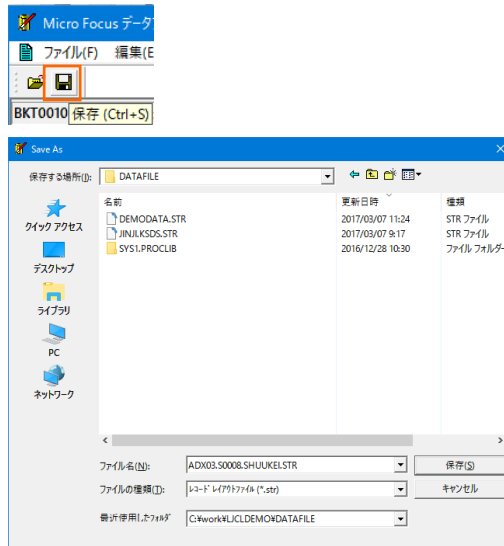 Micro Focus データ
ファイル(F) 編集(E
BKT0010 保存 (Ctrl+S)
Save As
保存する場所(I): DATAFILE
名前 更新日時 種類
DEMODATA.STR 2017/03/07 11:24 STR ファイル
JINJI.KSDS.STR 2017/03/07 9:17 STR ファイル
SYS1.PROCLIB 2016/12/28 10:30 ファイル フォルダー
クイック アクセス
デスクトップ
ライブラリ
PC
ネットワーク
ファイル名(N): ADX03.S0008.SHUUKEI.STR 保存(S)
ファイルの種類(T): レコード レイアウトファイル (*.str) キャンセル
最近使用したフォルダ C:¥work¥LJCLDEMO¥DATAFILE